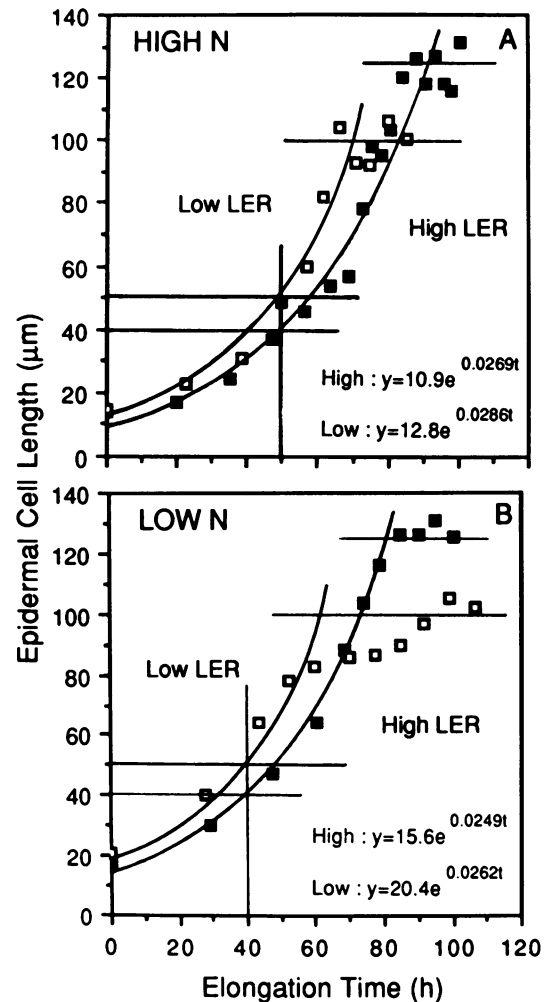 140
HIGH N
A
120
100
80
Low LER
High LER
60
40
High : y=10.9e^0.0269t
20
Low : y=12.8e^0.0286t
0
Epidermal Cell Length (μm)
140
LOW N
B
120
100
80
Low LER
High LER
60
40
High : y=15.6e^0.0249t
20
Low : y=20.4e^0.0262t
0
0 20 40 60 80 100 120
Elongation Time (h)